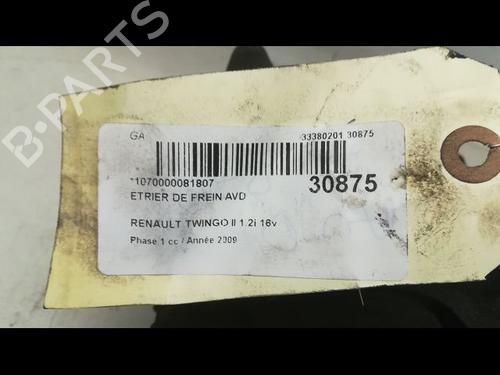 B-PARTS
GA
33380201 30875
*1070000081807
30875
ETRIER DE FREIN AVD
RENAULT TWINGO II 1.2i 16v
Phase 1 cc / Année 2009